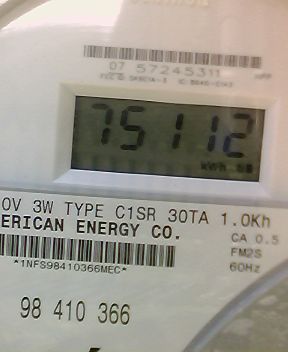 07 57245311
75112
kWh
0V 3W TYPE C1SR 30TA 1.0Kh
ERICAN ENERGY CO.
CA 0.5
FM2S
*1NFS98410366MEC*
60Hz
98 410 366